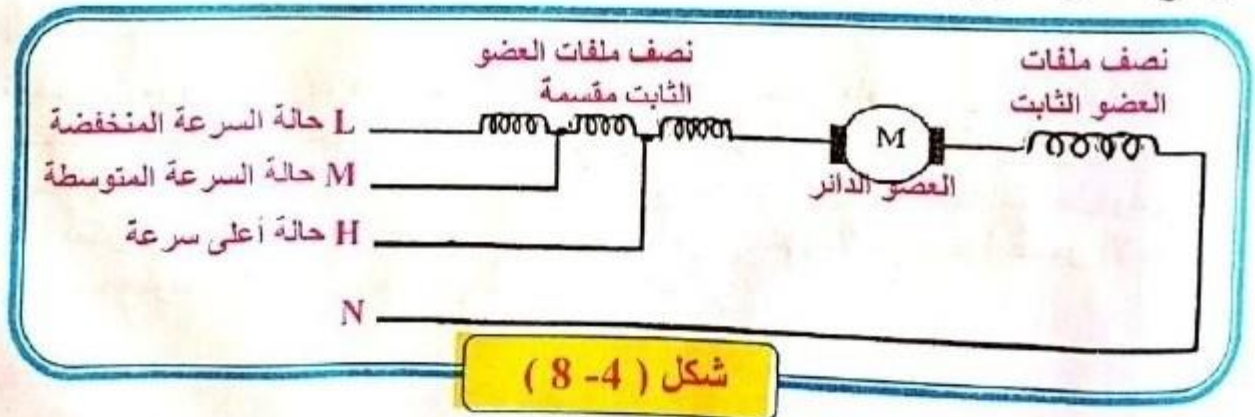 نصف ملفات العضو
الثابت مقسمة
نصف ملفات
العضو الثابت
L حالة السرعة المنخفضة
M حالة السرعة المتوسطة
H حالة أعلى سرعة
N
M
العضو الدائر
شكل ( 4- 8 )